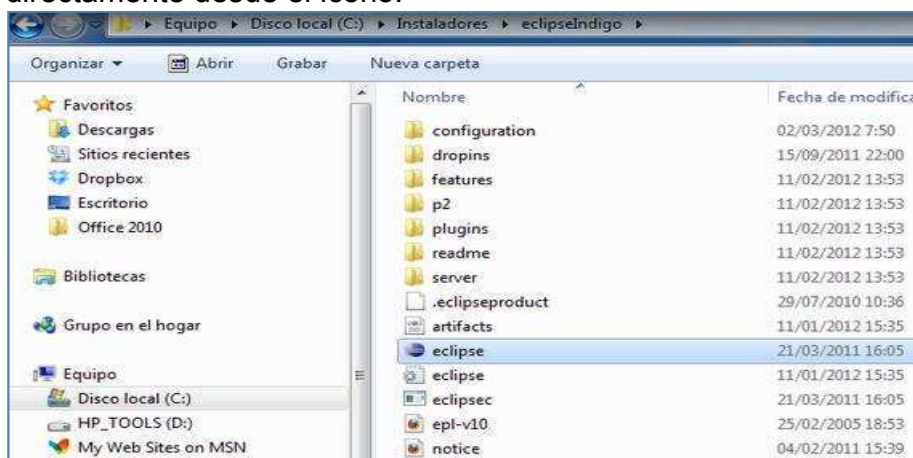 directamente desde el icono:
Equipo Disco local (C:) Instaladores eclipseIndigo
Organizar Abrir Grabar Nueva carpeta
Nombre Fecha de modifica
Favoritos
Descargas
Sitios recientes
Dropbox
Escritorio
Office 2010
Bibliotecas
Grupo en el hogar
Equipo
Disco local (C:)
HP_TOOLS (D:)
My Web Sites on MSN
configuration 02/03/2012 7:50
dropins 15/09/2011 22:00
features 11/02/2012 13:53
p2 11/02/2012 13:53
plugins 11/02/2012 13:53
readme 11/02/2012 13:53
server 11/02/2012 13:53
.eclipseproduct 29/07/2010 10:36
artifacts 11/01/2012 15:35
eclipse 21/03/2011 16:05
eclipse 11/01/2012 15:35
eclipsec 21/03/2011 16:05
epl-v10 25/02/2005 18:53
notice 04/02/2011 15:39